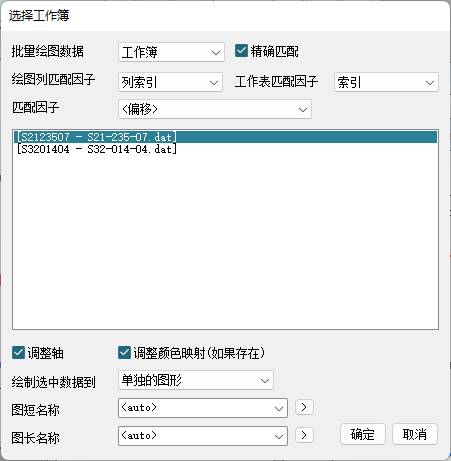 选择工作簿
批量绘图数据 工作簿 精确匹配
绘图列匹配因子 列索引 工作表匹配因子 索引
匹配因子 <偏移>
[S2123507 - S21-235-07.dat]
[S3201404 - S32-014-04.dat]
调整轴 调整颜色映射(如果存在)
绘制选中数据到 单独的图形
图短名称 <auto> >
图长名称 <auto> > 确定 取消